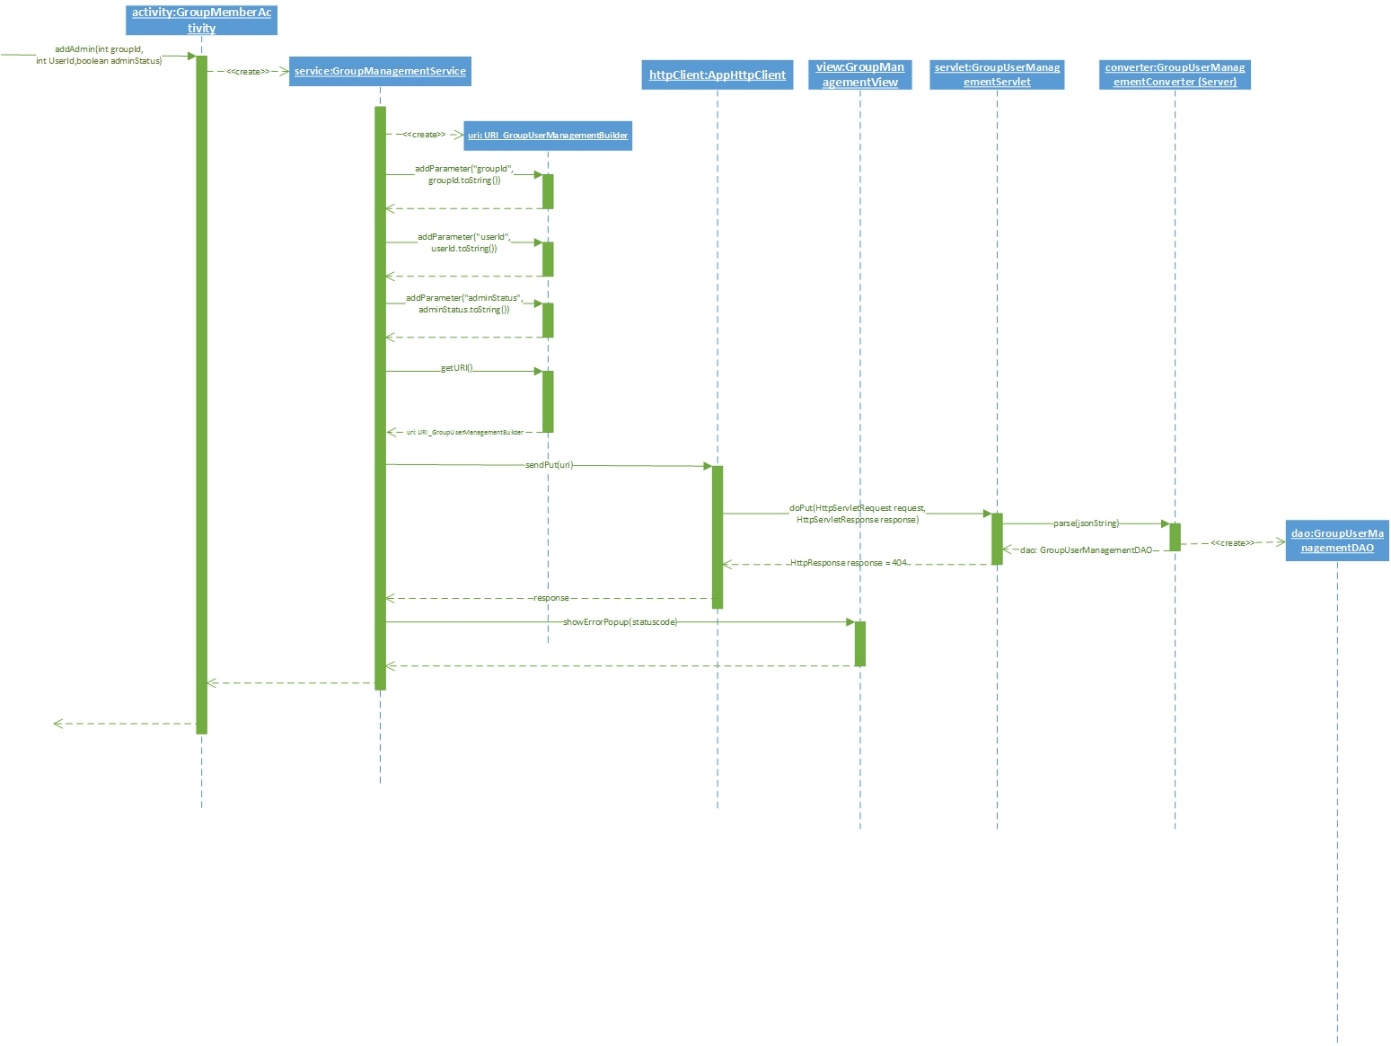 activity:GroupMemberAc
tivity
addAdmin(int groupId,
int UserId,boolean adminStatus)
<<create>>
service:GroupManagementService
httpClient:AppHttpClient
view:GroupMan
agementView
servlet:GroupUserManag
ementServlet
converter:GroupUserManag
ementConverter (Server)
<<create>>
uri: URI_GroupUserManagementBuilder
addParameter("groupId",
groupId.toString())
addParameter("userId",
userId.toString())
addParameter("adminStatus",
adminStatus.toString())
getURI()
uri: URI_GroupUserManagementBuilder
sendPut(uri)
doPut(HttpServletRequest request,
HttpServletResponse response)
parse(jsonString)
<<create>>
dao:GroupUserMa
nagementDAO
dao: GroupUserManagementDAO
HttpResponse response = 404
response
showErrorPopup(statuscode)